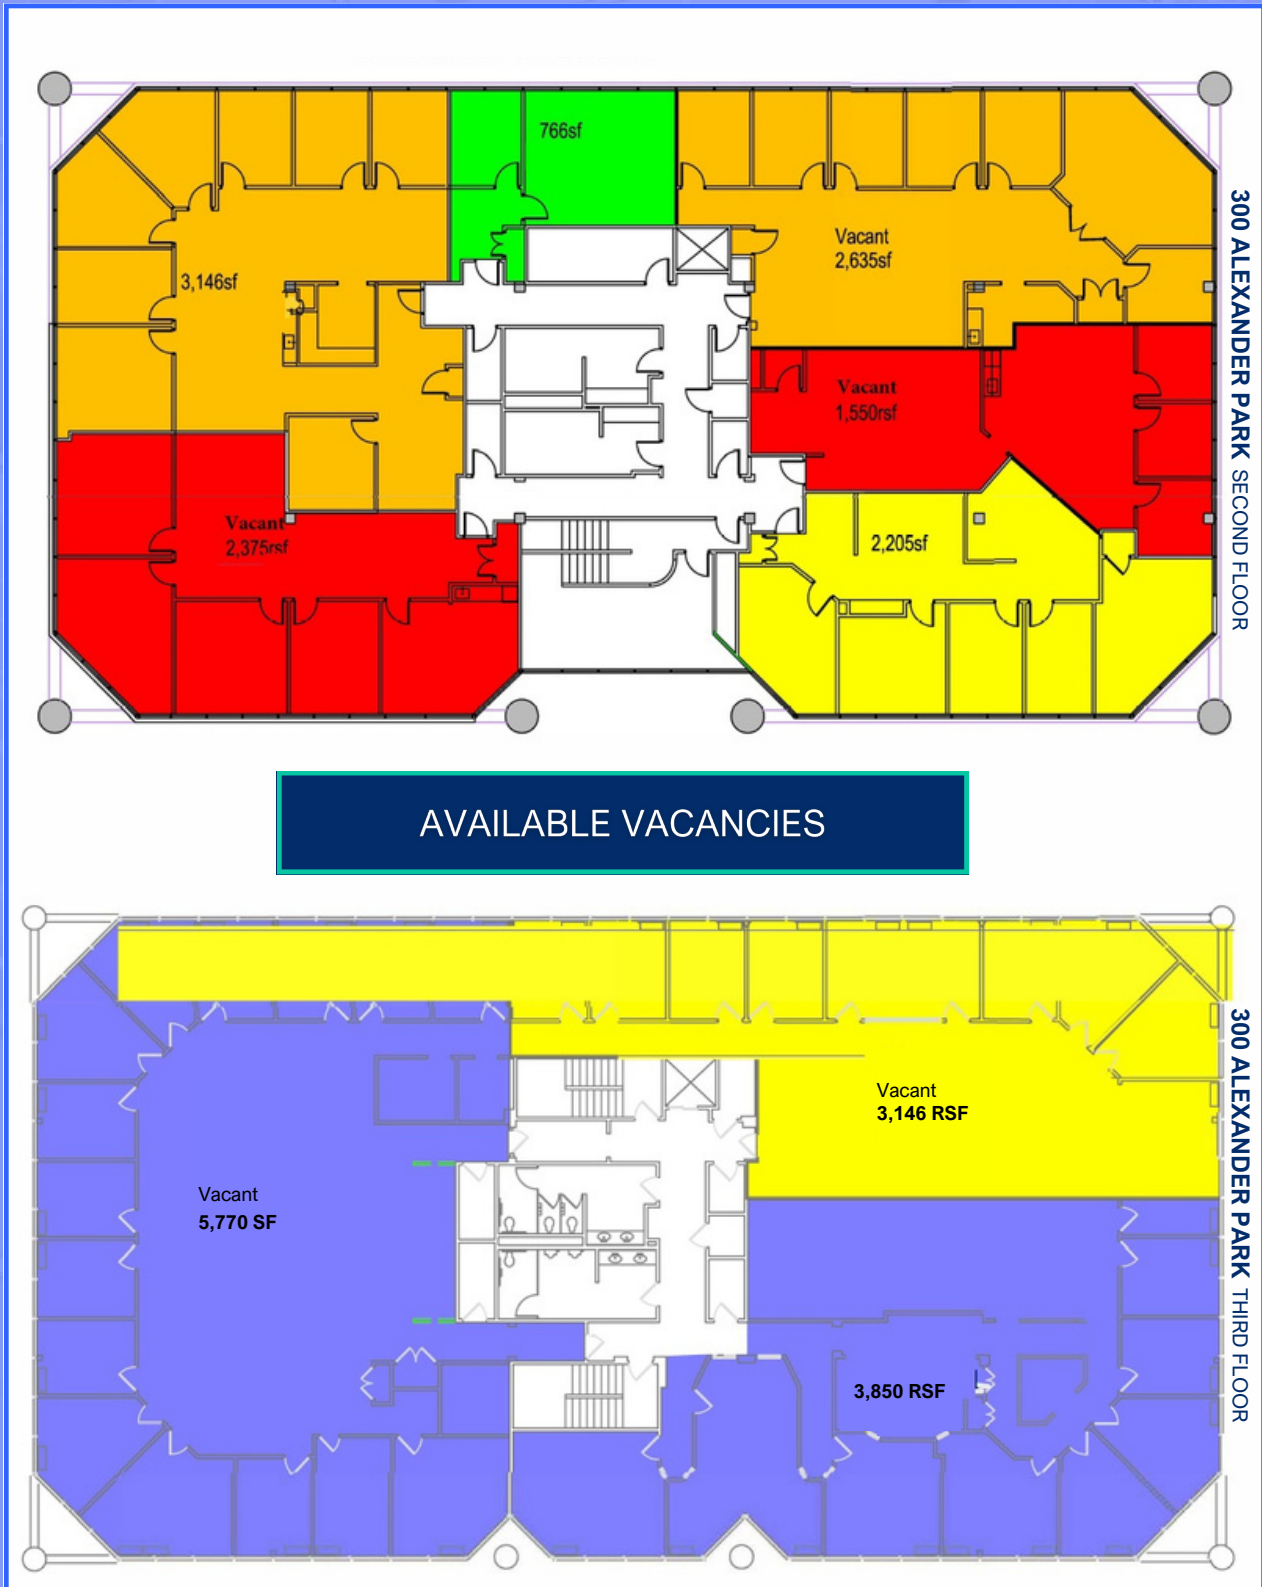 766sf
Vacant
2,635sf
3,146sf
Vacant
1,550rsf
Vacant
2,375rsf
2,205sf
300 ALEXANDER PARK SECOND FLOOR
AVAILABLE VACANCIES
Vacant
3,146 RSF
Vacant
5,770 SF
3,850 RSF
300 ALEXANDER PARK THIRD FLOOR